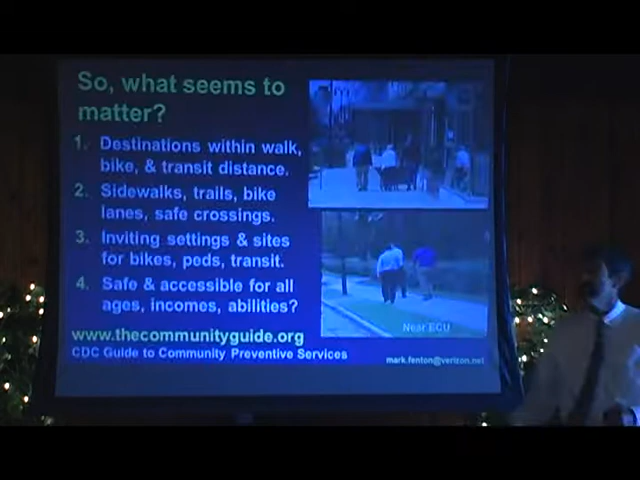 So, what seems to
matter?
1. Destinations within walk,
bike, & transit distance.
2. Sidewalks, trails, bike
lanes, safe crossings.
3. Inviting settings & sites
for bikes, peds, transit.
4. Safe & accessible for all
ages, incomes, abilities?
Near ECU
www.thecommunityguide.org
CDC Guide to Community Preventive Services
mark.fenton@verizon.net